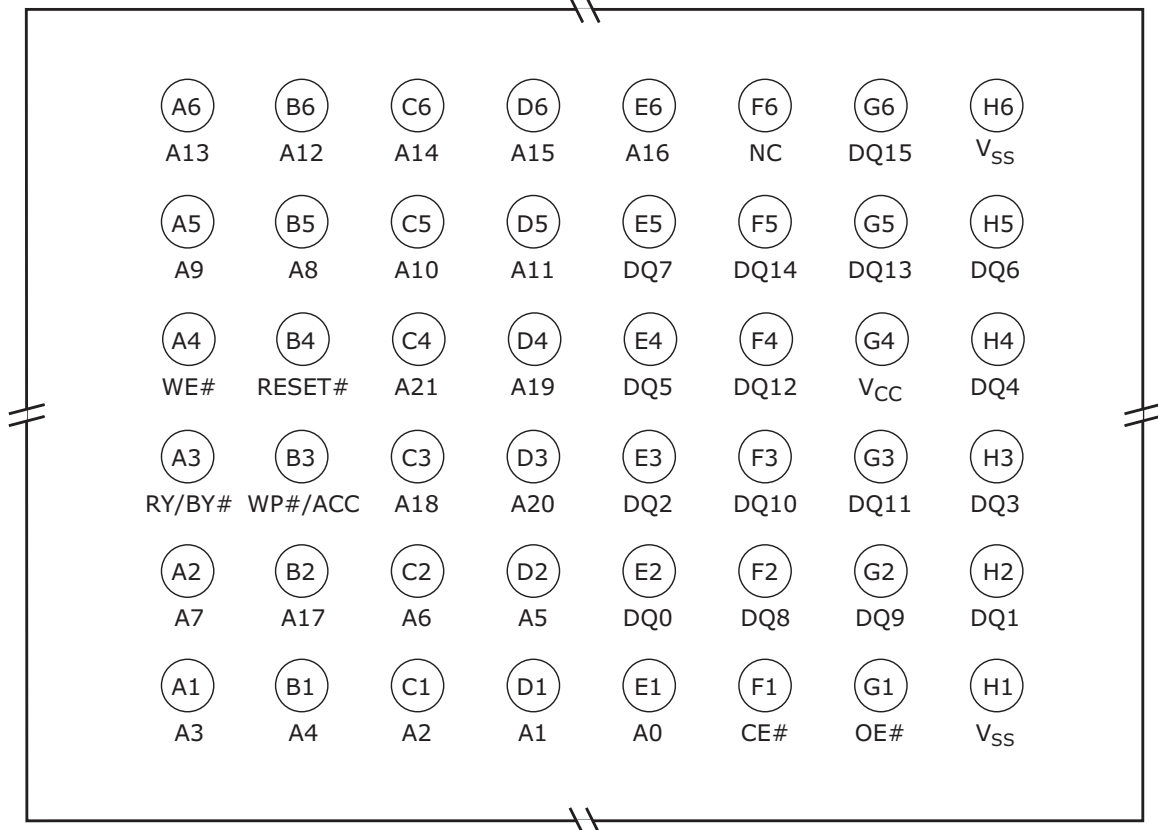 A6 B6 C6 D6 E6 F6 G6 H6
A13 A12 A14 A15 A16 NC DQ15 VSS
A5 B5 C5 D5 E5 F5 G5 H5
A9 A8 A10 A11 DQ7 DQ14 DQ13 DQ6
A4 B4 C4 D4 E4 F4 G4 H4
WE# RESET# A21 A19 DQ5 DQ12 VCC DQ4
A3 B3 C3 D3 E3 F3 G3 H3
RY/BY# WP#/ACC A18 A20 DQ2 DQ10 DQ11 DQ3
A2 B2 C2 D2 E2 F2 G2 H2
A7 A17 A6 A5 DQ0 DQ8 DQ9 DQ1
A1 B1 C1 D1 E1 F1 G1 H1
A3 A4 A2 A1 A0 CE# OE# VSS